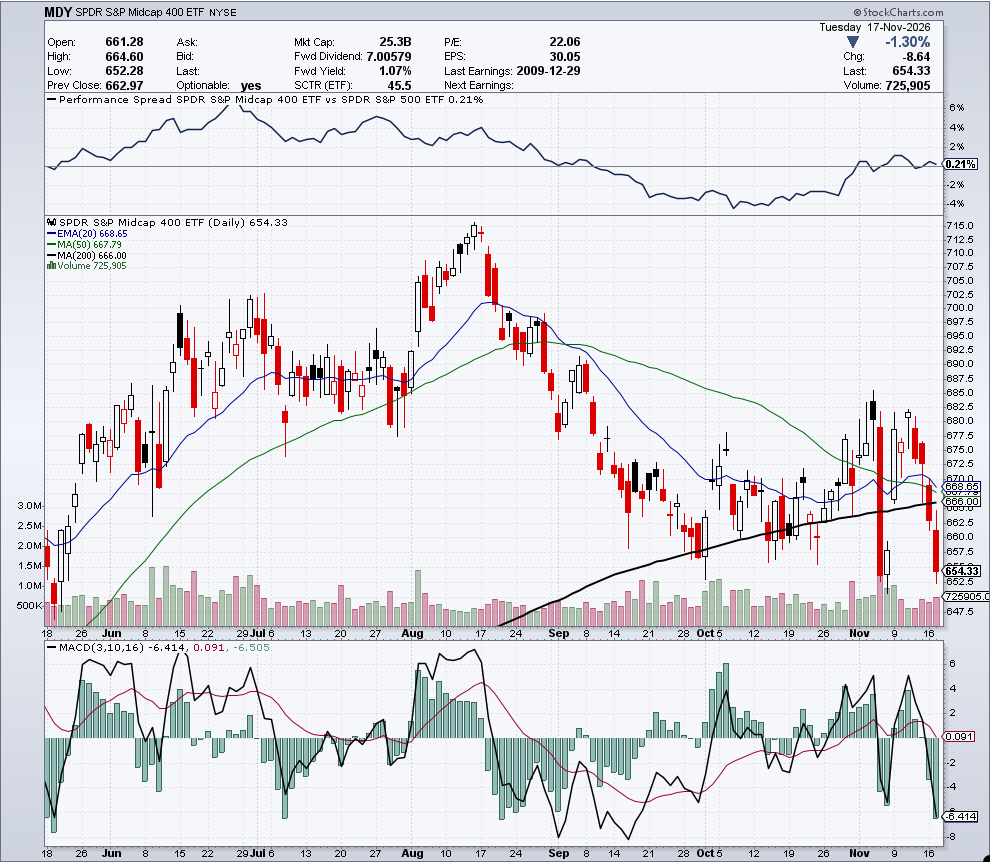 MDY SPDR S&P Midcap 400 ETF NYSE © StockCharts.com
Tuesday 17-Nov-2026
Open: 661.28 Ask: Mkt Cap: 25.3B P/E: 22.06 -1.30%
High: 664.60 Bid: Fwd Dividend: 7.00579 EPS: 30.05 Chg: -8.64
Low: 652.28 Last: Fwd Yield: 1.07% Last Earnings: 2009-12-29 Last: 654.33
Prev Close: 662.97 Optionable: yes SCTR (ETF): 45.5 Next Earnings: Volume: 725,905
Performance Spread SPDR S&P Midcap 400 ETF vs SPDR S&P 500 ETF 0.21%
6%
4%
2%
0.21%
-2%
-4%
SPDR S&P Midcap 400 ETF (Daily) 654.33
EMA(20) 668.65
MA(50) 667.79
MA(200) 666.00
Volume 725,905
715.0
712.5
710.0
707.5
705.0
702.5
700.0
697.5
695.0
692.5
690.0
687.5
685.0
682.5
680.0
677.5
675.0
672.5
670.0
668.65
666.00
662.5
660.0
657.5
654.33
652.5
725905.0
647.5
3.0M
2.5M
2.0M
1.5M
1.0M
500K
18 26 Jun 8 15 22 29 Jul 6 13 20 27 Aug 10 17 24 Sep 8 14 21 28 Oct 5 12 19 26 Nov 9 16
MACD(3,10,16) -6.414, 0.091, -6.505
6
4
2
0.091
-2
-4
-6.414
-8
18 26 Jun 8 15 22 29 Jul 6 13 20 27 Aug 10 17 24 Sep 8 14 21 28 Oct 5 12 19 26 Nov 9 16